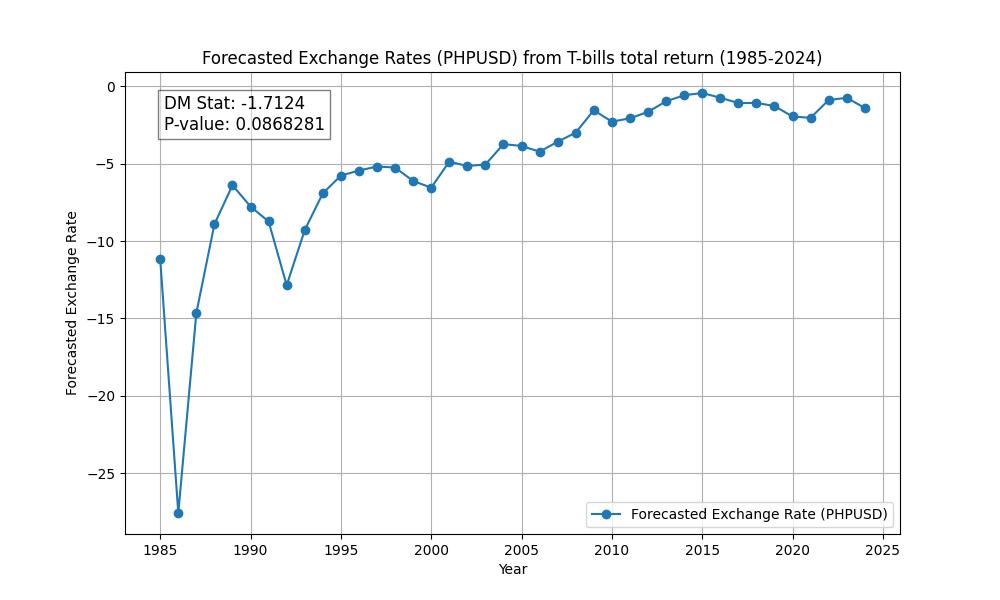 Forecasted Exchange Rates (PHPUSD) from T-bills total return (1985-2024)
DM Stat: -1.7124
P-value: 0.0868281
0
−5
−10
−15
−20
−25
Forecasted Exchange Rate
Forecasted Exchange Rate (PHPUSD)
1985 1990 1995 2000 2005 2010 2015 2020 2025
Year